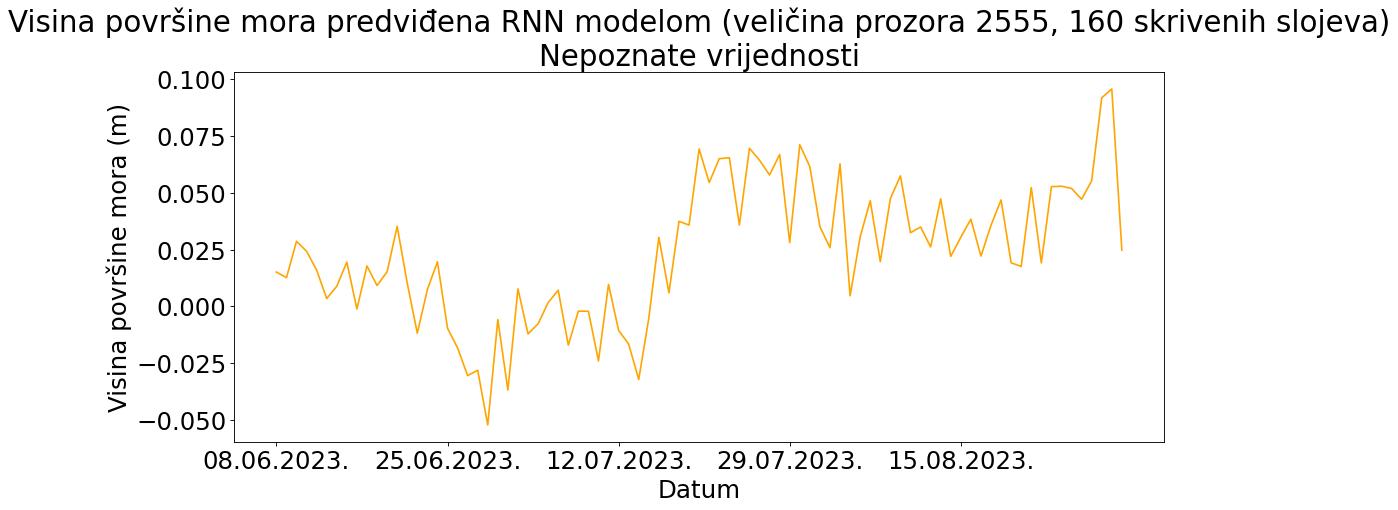 Visina površine mora predviđena RNN modelom (veličina prozora 2555, 160 skrivenih slojeva)
Nepoznate vrijednosti
Visina površine mora (m)
0.100
0.075
0.050
0.025
0.000
−0.025
−0.050
08.06.2023. 25.06.2023. 12.07.2023. 29.07.2023. 15.08.2023.
Datum